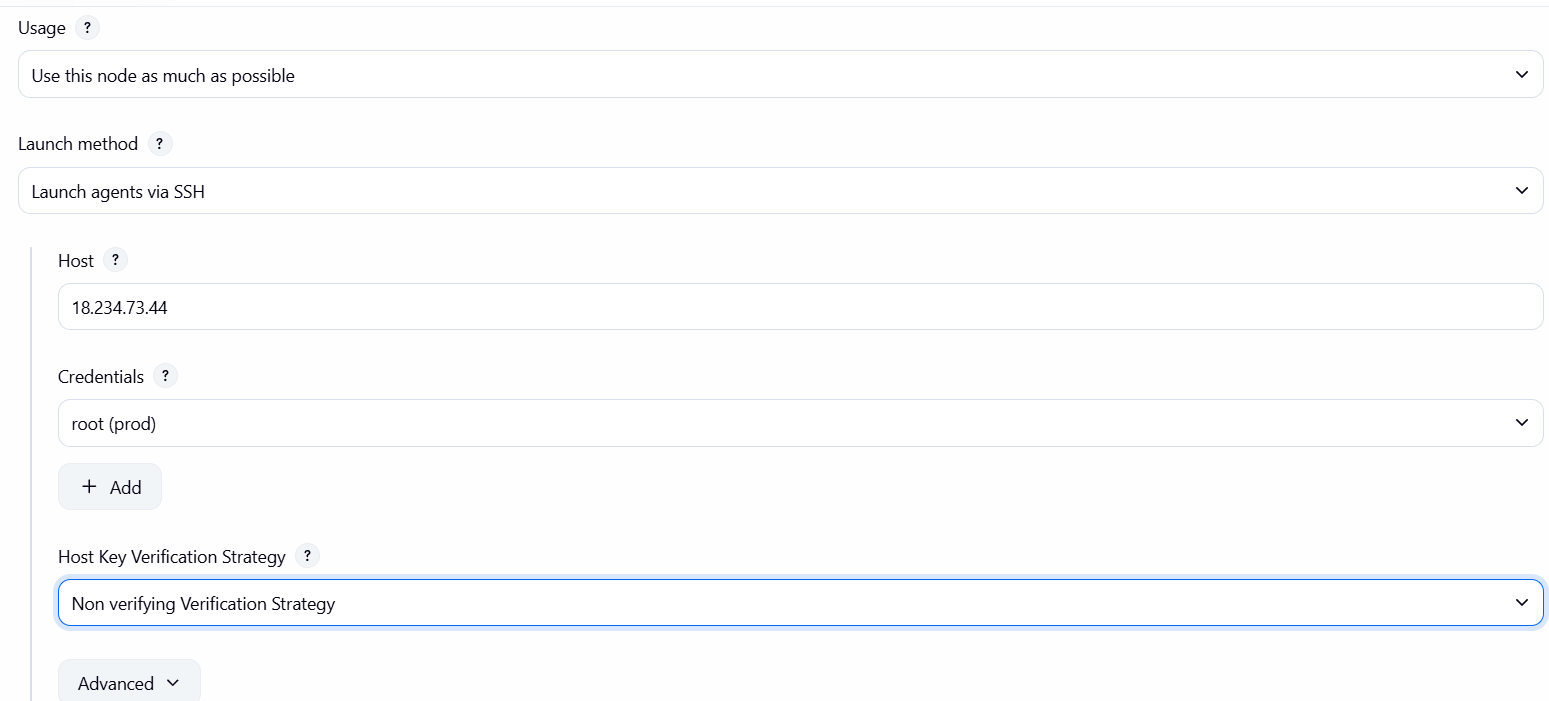 Usage ?
Use this node as much as possible
Launch method ?
Launch agents via SSH
Host ?
18.234.73.44
Credentials ?
root (prod)
+ Add
Host Key Verification Strategy ?
Non verifying Verification Strategy
Advanced